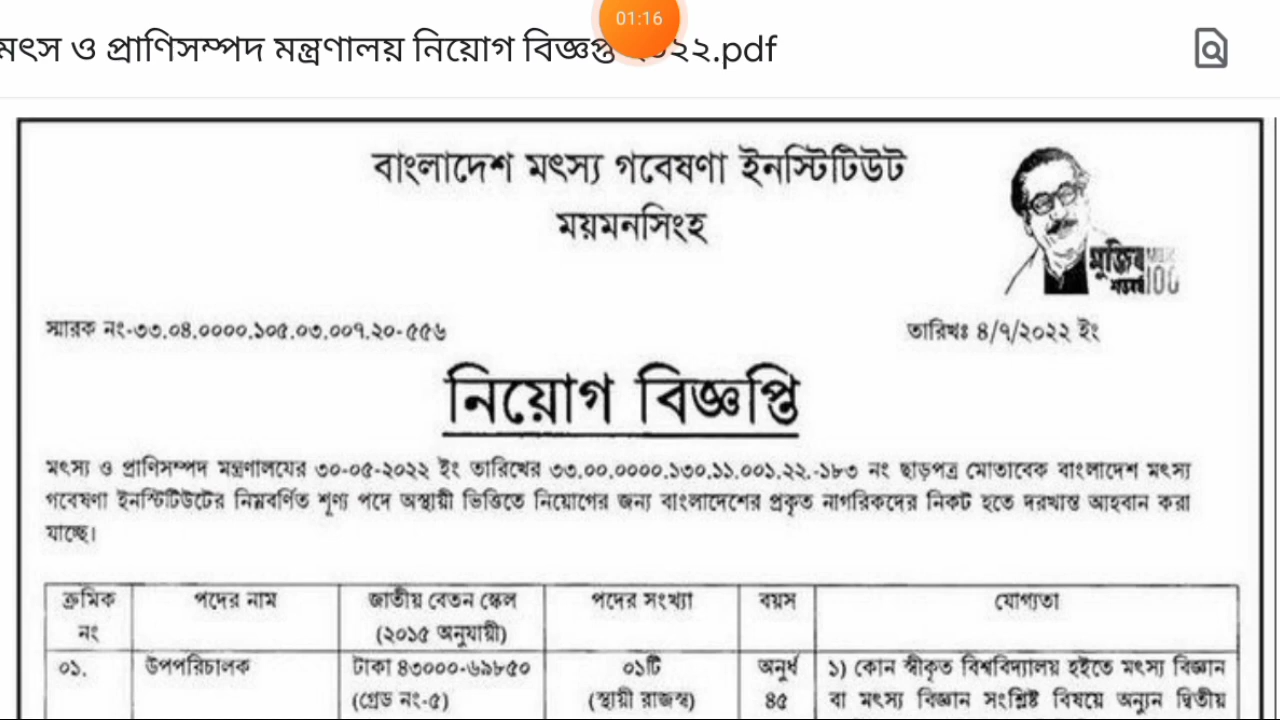 01:16
মৎস ও প্রাণিসম্পদ মন্ত্রণালয় নিয়োগ বিজ্ঞপ্ত ২০২২.pdf
বাংলাদেশ মৎস্য গবেষণা ইনস্টিটিউট
ময়মনসিংহ
মুজিব
শতবর্ষ 100
স্মারক নং-৩৩.০৪.০০০০.১০৫.০৩.০০৭.২০-৫৫৬
তারিখঃ ৪/৭/২০২২ ইং
নিয়োগ বিজ্ঞপ্তি
মৎস্য ও প্রাণিসম্পদ মন্ত্রণালযের ৩০-০৫-২০২২ ইং তারিখের ৩৩.০০.০০০০.১৩০.১১.০০১.২২.-১৮৩ নং ছাড়পত্র মোতাবেক বাংলাদেশ মৎস্য
গবেষণা ইনস্টিটিউটের নিম্নবর্ণিত শূণ্য পদে অস্থায়ী ভিত্তিতে নিয়োগের জন্য বাংলাদেশের প্রকৃত নাগরিকদের নিকট হতে দরখাস্ত আহবান করা
যাচ্ছে।
ক্রমিক নং
পদের নাম
জাতীয় বেতন স্কেল
(২০১৫ অনুযায়ী)
পদের সংখ্যা
বয়স
যোগ্যতা
০১.
উপপরিচালক
টাকা ৪৩০০০-৬৯৮৫০
(গ্রেড নং-৫)
০১টি
(স্থায়ী রাজস্ব)
অনুর্ধ
৪৫
১) কোন স্বীকৃত বিশ্ববিদ্যালয় হইতে মৎস্য বিজ্ঞান
বা মৎস্য বিজ্ঞান সংশ্লিষ্ট বিষয়ে অন্যুন দ্বিতীয়